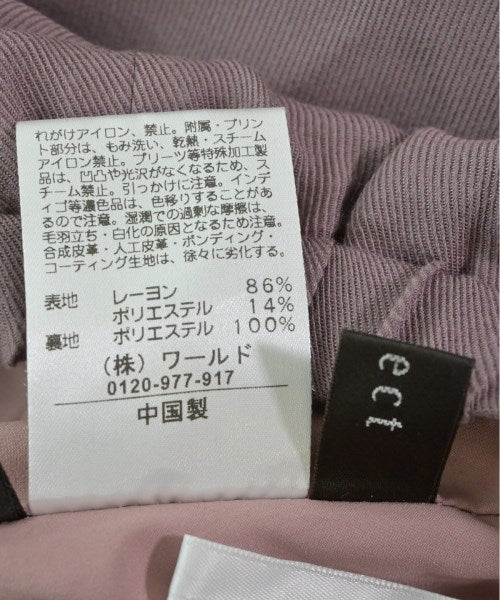 れがけアイロン、禁止。附属・プリン
ト部分は、もみ洗い、乾熱・スチーム
アイロン禁止。プリーツ等特殊加工製
品は、凹凸や光沢がなくなるため、ス
チーム禁止。引っかけに注意。インデ
ィゴ等濃色品は、色移りすることがあ
るので注意。湿潤での過剰な摩擦は、
毛羽立ち・白化の原因となるため注意。
合成皮革・人工皮革・ボンディング・
コーティング生地は、徐々に劣化する。
表地 レーヨン 86%
ポリエステル 14%
裏地 ポリエステル 100%
（株）ワールド
0120-977-917
中国製
ect